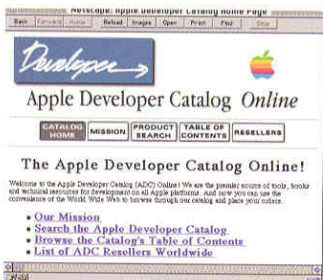 Netscape: Apple Developer Catalog Home Page
Back Forward Home Reload Images Open Print Find Stop
Developer
Apple Developer Catalog Online
CATALOG HOME MISSION PRODUCT SEARCH TABLE OF CONTENTS RESELLERS
The Apple Developer Catalog Online!
Welcome to the Apple Developer Catalog (ADC) Online! We are the premier source of tools, books
and technical resources for development on all Apple platforms. And now you can use the
convenience of the World Wide Web to browse through our catalog and place your orders.
Our Mission
Search the Apple Developer Catalog
Browse the Catalog's Table of Contents
List of ADC Resellers Worldwide